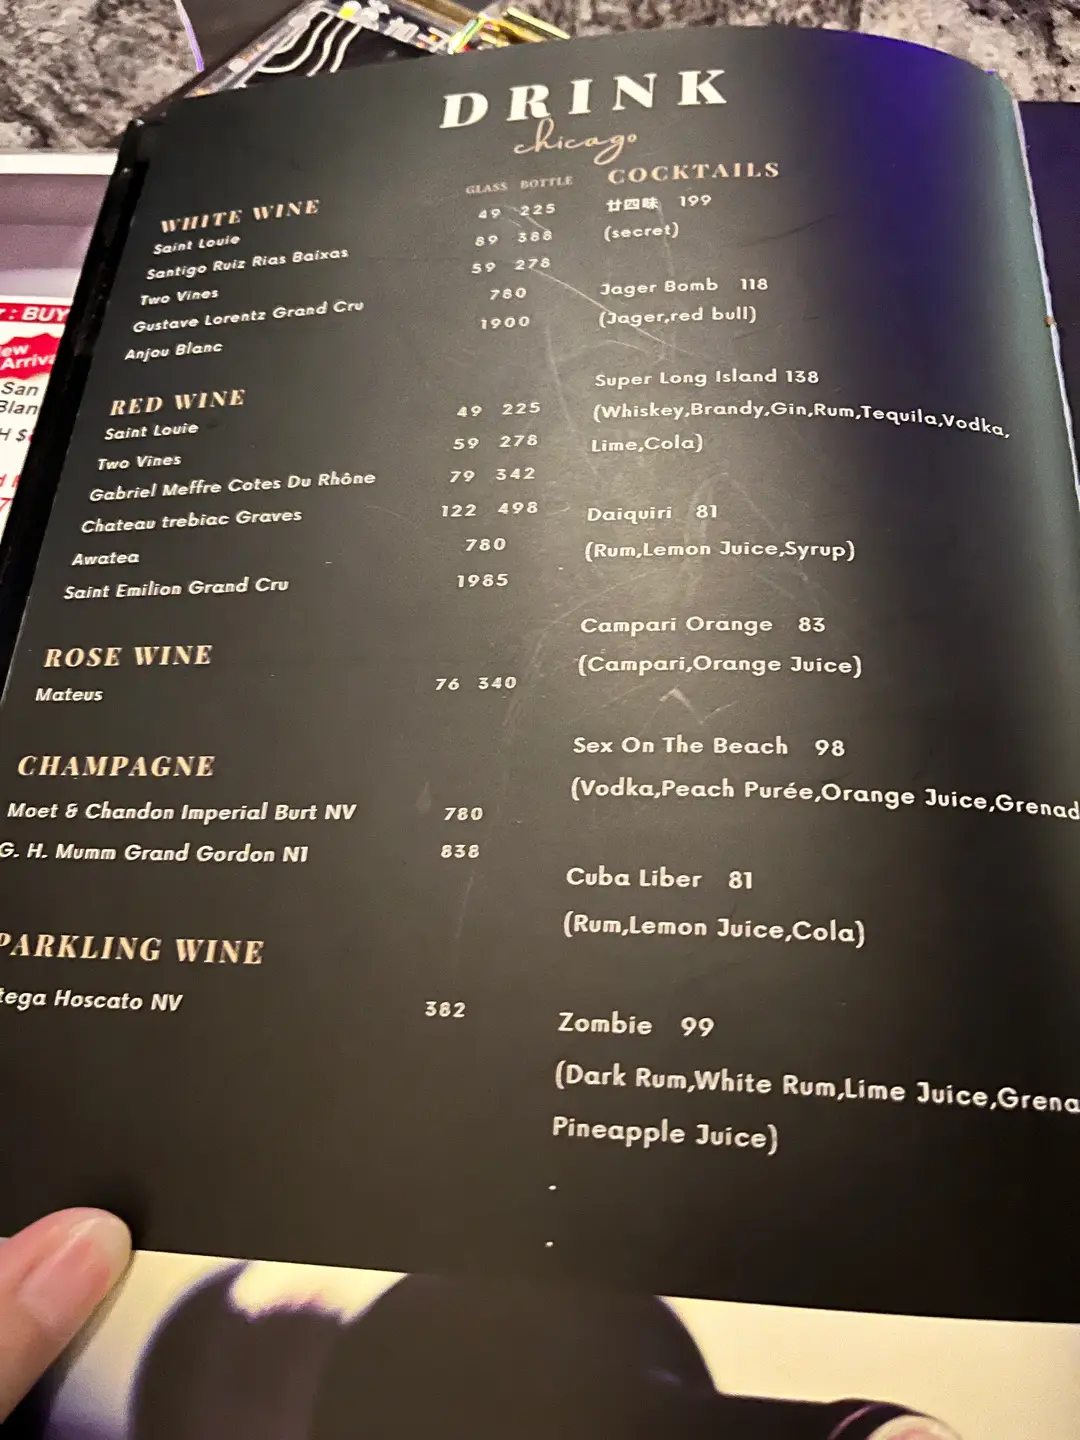 DRINK
chicago
GLASS BOTTLE
WHITE WINE
Saint Louie 49 225
Santigo Ruiz Rias Baixas 89 388
Two Vines 59 278
Gustave Lorentz Grand Cru 780
Anjou Blanc 1900
RED WINE
Saint Louie 49 225
Two Vines 59 278
Gabriel Meffre Cotes Du Rhône 79 342
Chateau trebiac Graves 122 498
Awatea 780
Saint Emilion Grand Cru 1985
ROSE WINE
Mateus 76 340
CHAMPAGNE
Moet & Chandon Imperial Burt NV 780
G. H. Mumm Grand Gordon N1 838
PARKLING WINE
tega Hoscato NV 382
COCKTAILS
廿四味 199
(secret)
Jager Bomb 118
(Jager,red bull)
Super Long Island 138
(Whiskey,Brandy,Gin,Rum,Tequila,Vodka,
Lime,Cola)
Daiquiri 81
(Rum,Lemon Juice,Syrup)
Campari Orange 83
(Campari,Orange Juice)
Sex On The Beach 98
(Vodka,Peach Purée,Orange Juice,Grenad
Cuba Liber 81
(Rum,Lemon Juice,Cola)
Zombie 99
(Dark Rum,White Rum,Lime Juice,Grena
Pineapple Juice)
: BUY
ew
Arriv
San
Blan